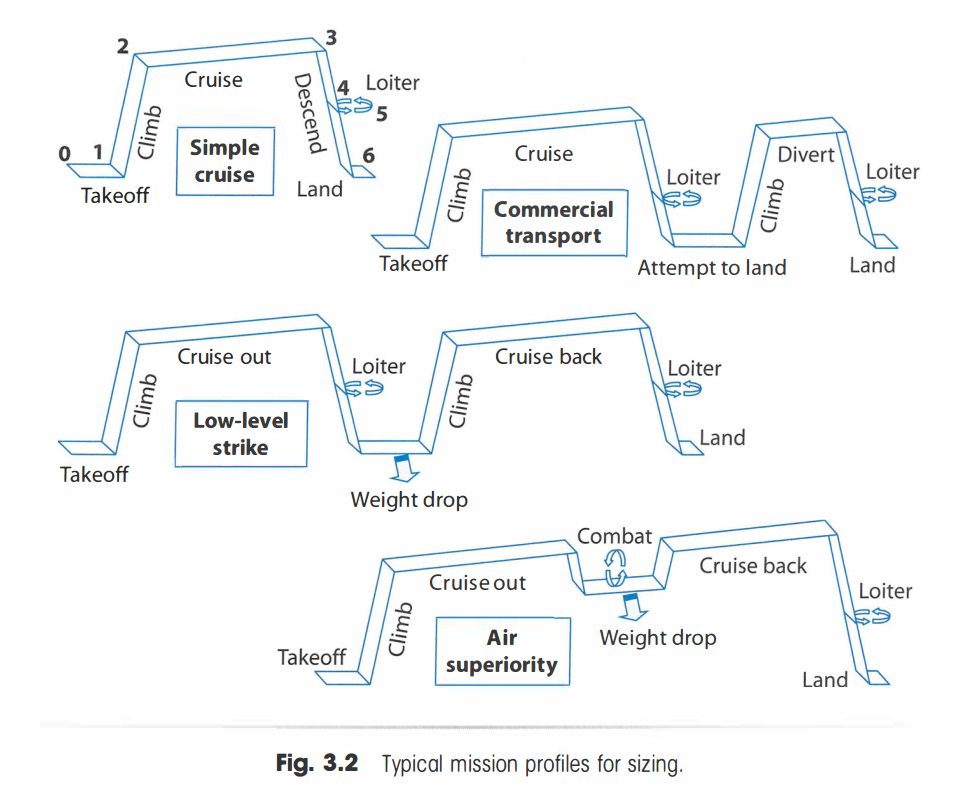 2
3
Cruise
Climb
Descend
4
Loiter
5
0
1
Simple
cruise
6
Takeoff
Land
Cruise
Climb
Loiter
Commercial
transport
Divert
Climb
Loiter
Takeoff
Attempt to land
Land
Cruise out
Climb
Loiter
Low-level
strike
Cruise back
Climb
Loiter
Takeoff
Land
Weight drop
Combat
Cruise out
Climb
Cruise back
Loiter
Air
superiority
Weight drop
Takeoff
Land
Fig. 3.2 Typical mission profiles for sizing.